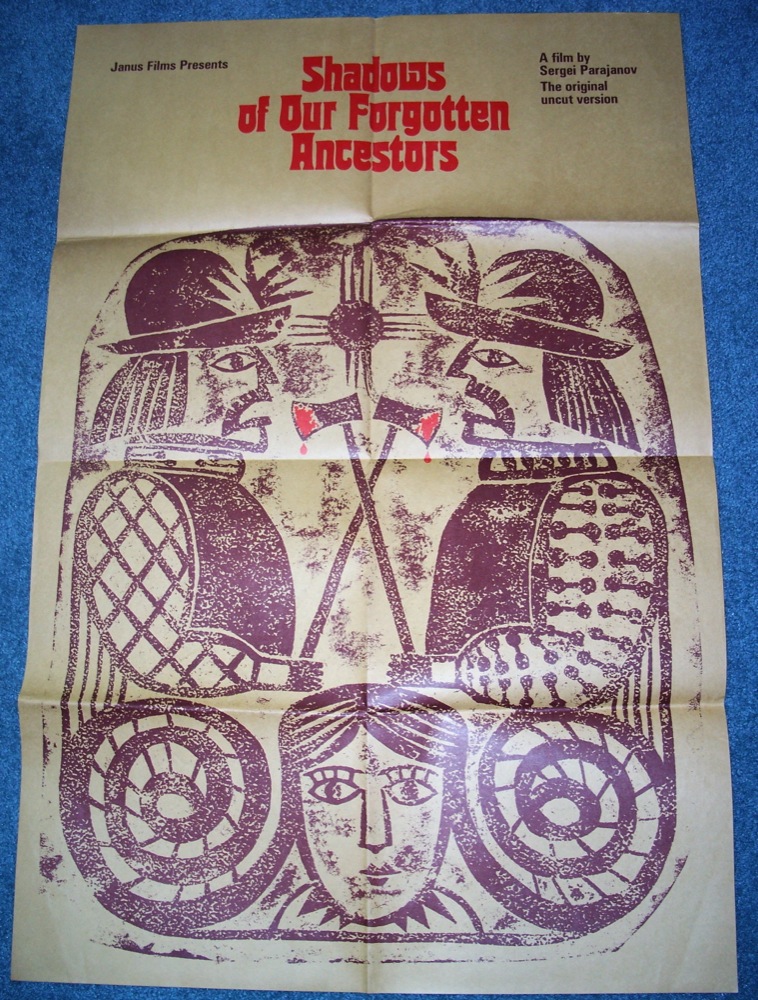 Janus Films Presents
Shadows
of Our Forgotten
Ancestors
A film by
Sergei Parajanov
The original
uncut version